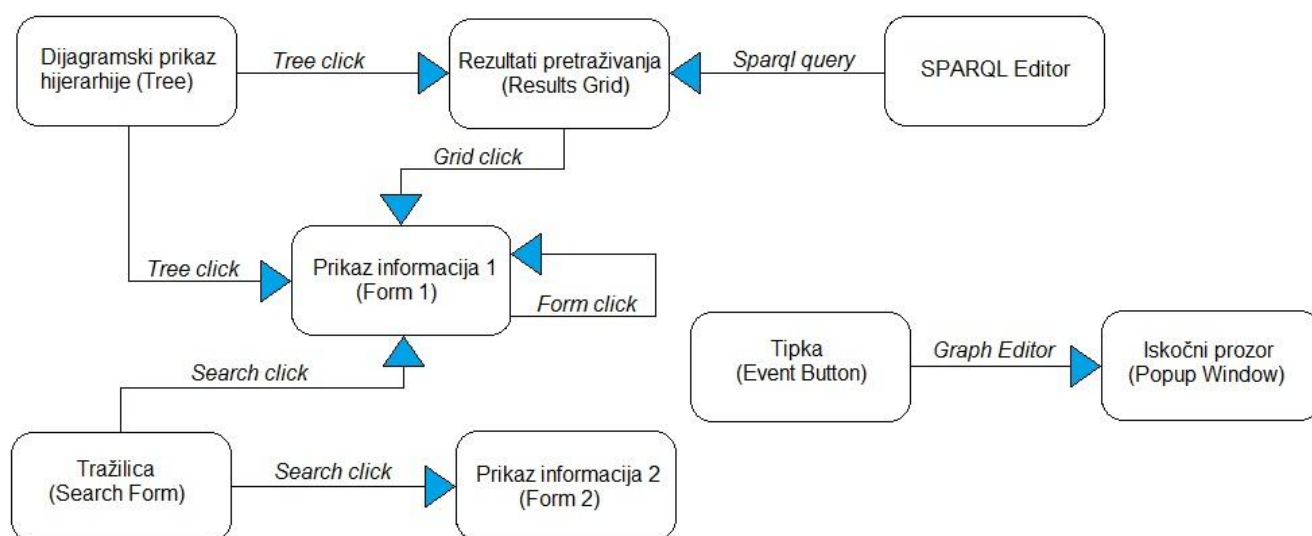 Dijagramski prikaz
hijerarhije (Tree)
Tree click
Rezultati pretraživanja
(Results Grid)
Sparql query
SPARQL Editor
Grid click
Tree click
Prikaz informacija 1
(Form 1)
Form click
Search click
Tipka
(Event Button)
Graph Editor
Iskočni prozor
(Popup Window)
Tražilica
(Search Form)
Search click
Prikaz informacija 2
(Form 2)